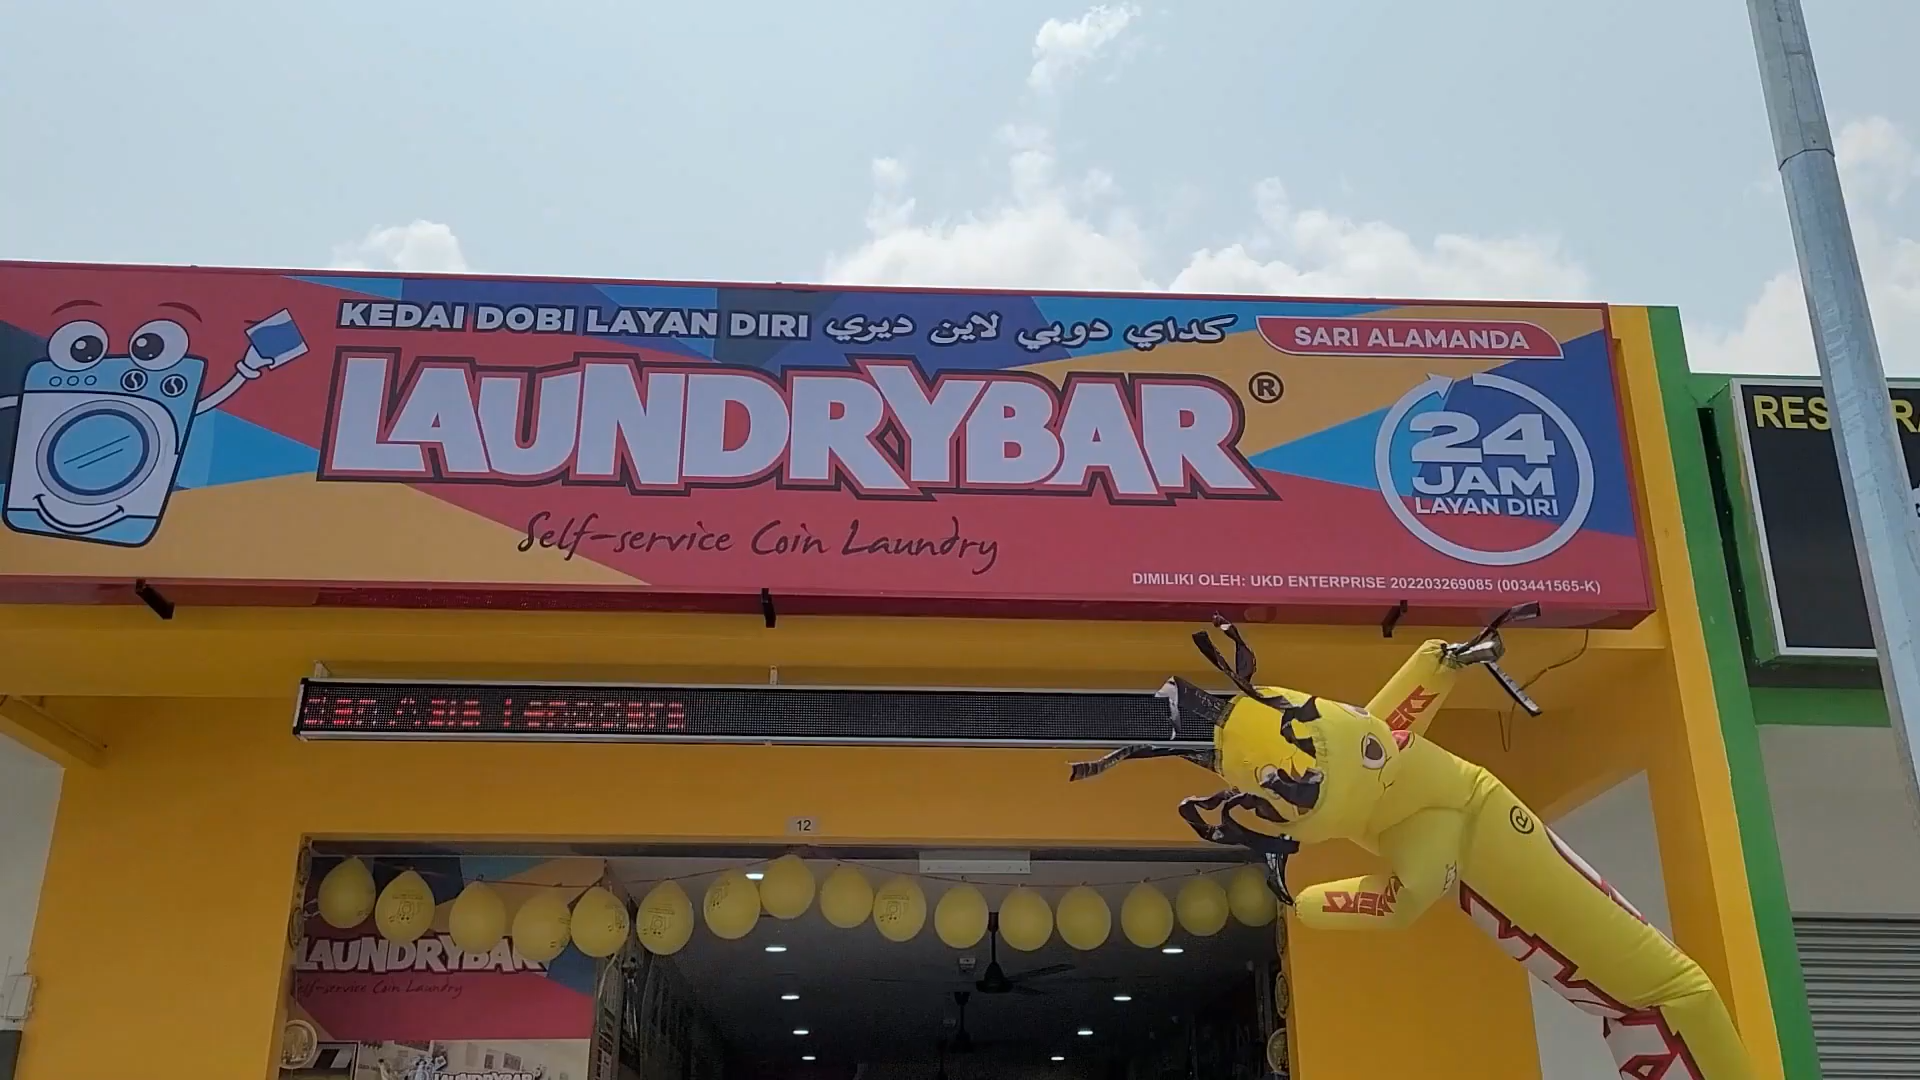 KEDAI DOBI LAYAN DIRI كداي دوبي لاين ديري
SARI ALAMANDA
LAUNDRYBAR ®
24
JAM
LAYAN DIRI
Self-service Coin Laundry
DIMILIKI OLEH: UKD ENTERPRISE 202203269085 (003441565-K)
12
LAUNDRYBAR
Self-service Coin Laundry
LAUNDRYBAR
®